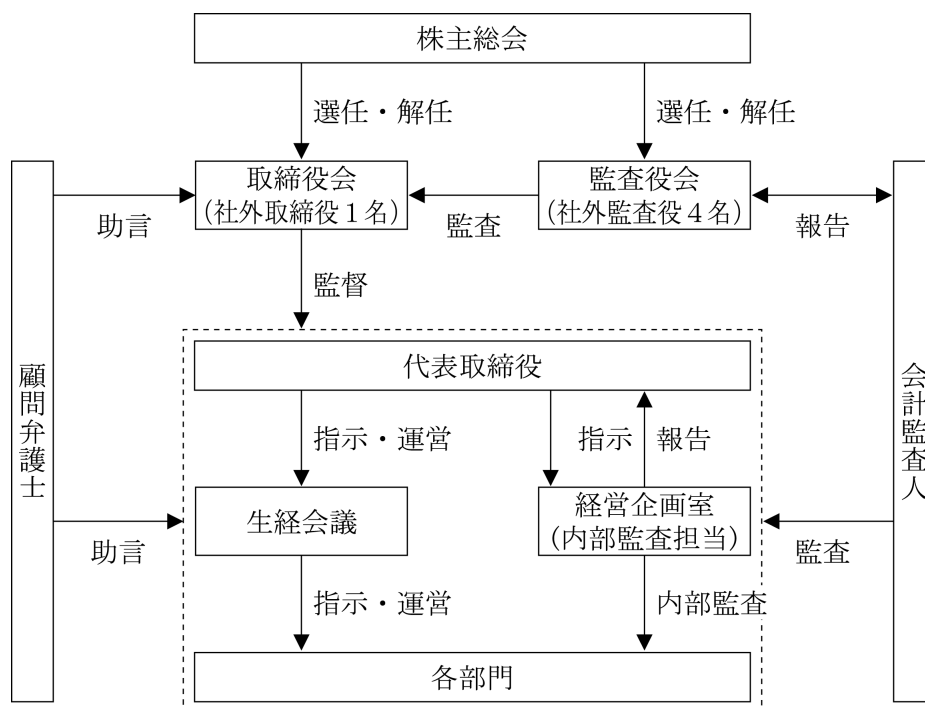 株主総会
選任・解任
選任・解任
取締役会
(社外取締役1名)
監査役会
(社外監査役4名)
助言
監査
報告
監督
顧問弁護士
会計監査人
代表取締役
指示・運営
指示
報告
生経会議
経営企画室
(内部監査担当)
助言
監査
指示・運営
内部監査
各部門